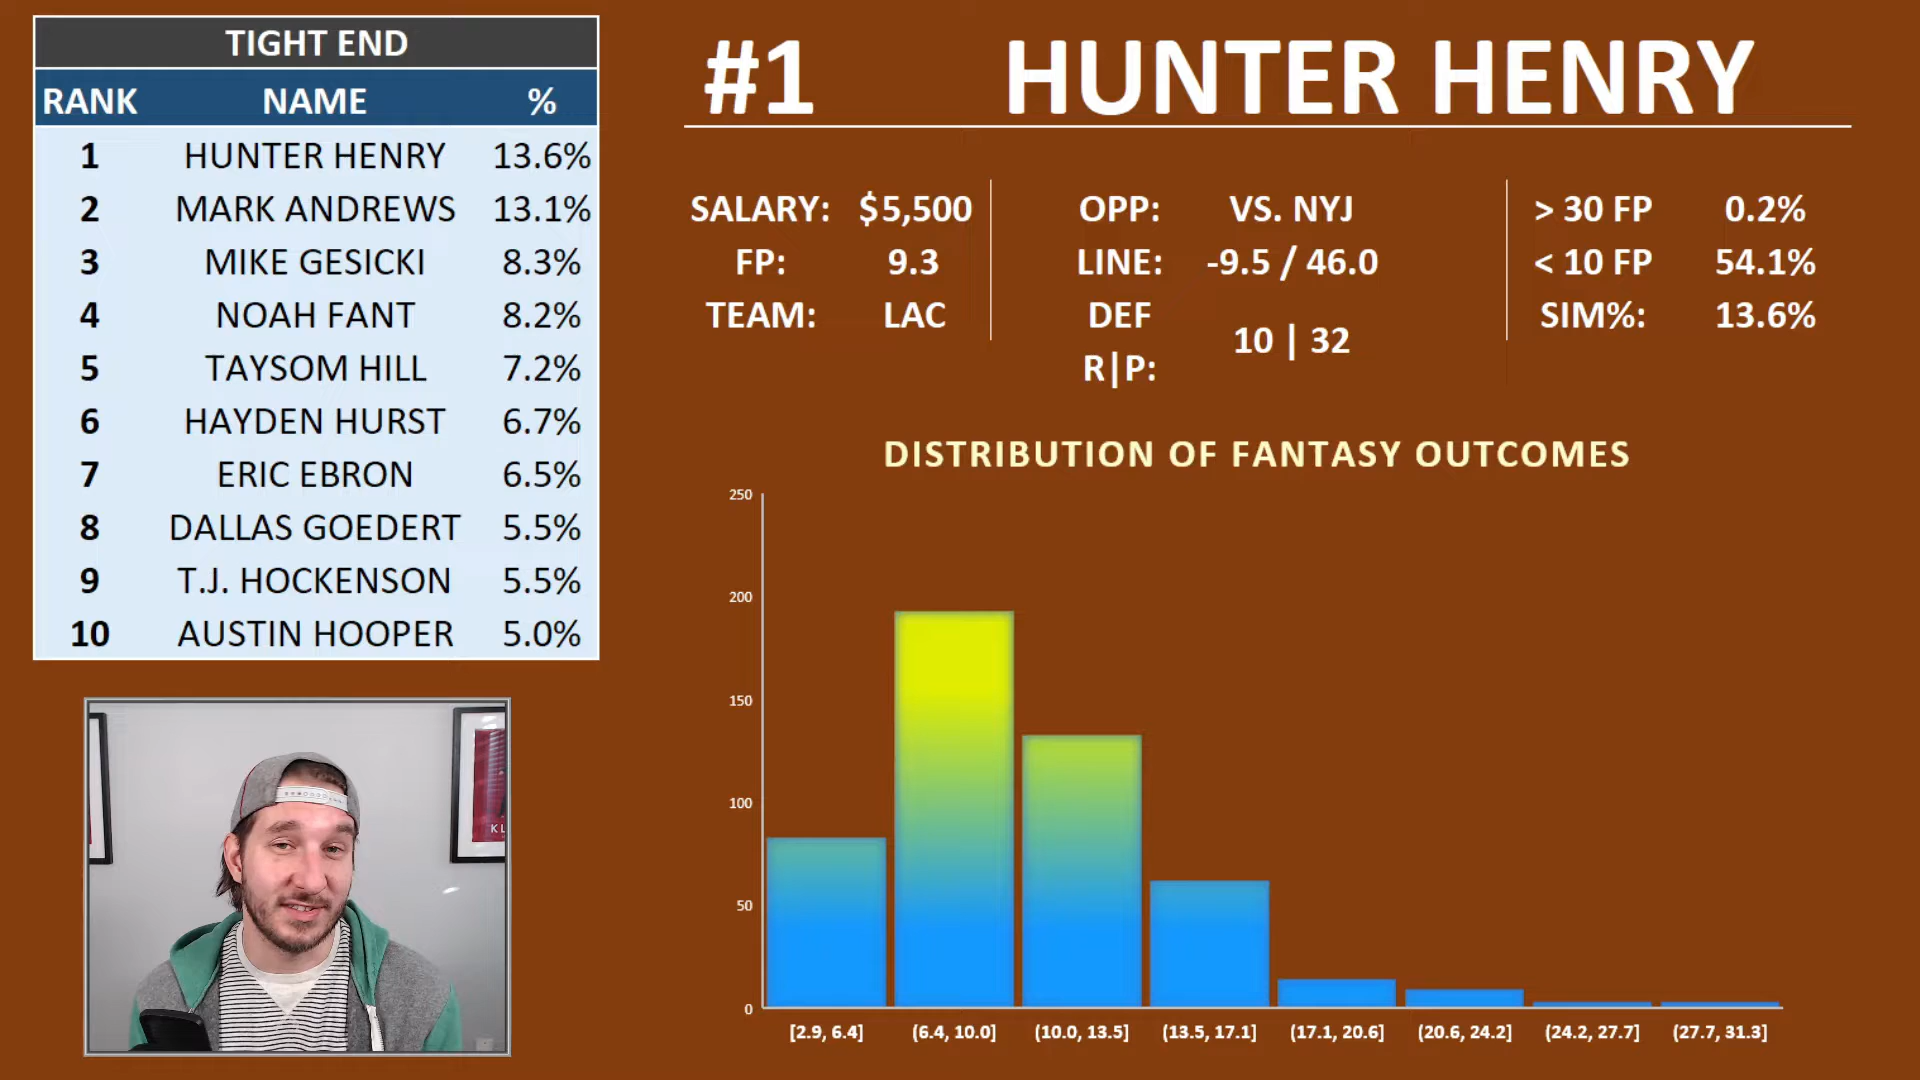 TIGHT END
RANK NAME %
1 HUNTER HENRY 13.6%
2 MARK ANDREWS 13.1%
3 MIKE GESICKI 8.3%
4 NOAH FANT 8.2%
5 TAYSOM HILL 7.2%
6 HAYDEN HURST 6.7%
7 ERIC EBRON 6.5%
8 DALLAS GOEDERT 5.5%
9 T.J. HOCKENSON 5.5%
10 AUSTIN HOOPER 5.0%
#1 HUNTER HENRY
SALARY: $5,500
FP: 9.3
TEAM: LAC
OPP: VS. NYJ
LINE: -9.5 / 46.0
DEF
R|P:
10 | 32
> 30 FP 0.2%
< 10 FP 54.1%
SIM%: 13.6%
DISTRIBUTION OF FANTASY OUTCOMES
250
200
150
100
50
0
[2.9, 6.4] (6.4, 10.0] (10.0, 13.5] (13.5, 17.1] (17.1, 20.6] (20.6, 24.2] (24.2, 27.7] (27.7, 31.3]
KL